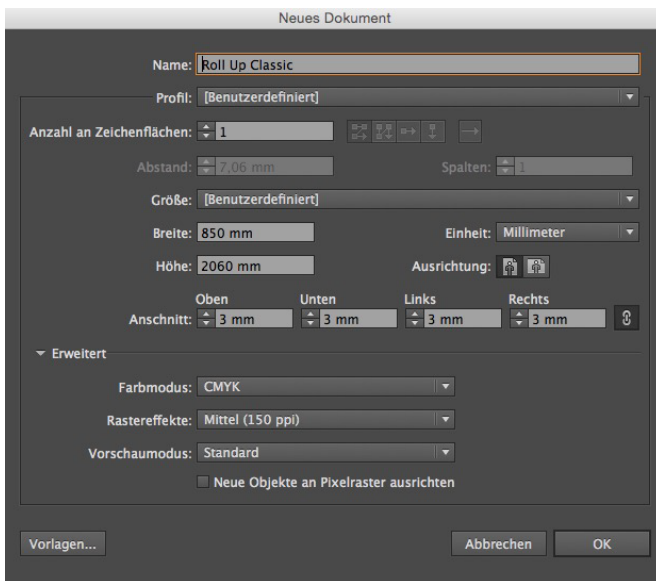 Neues Dokument
Name: Roll Up Classic
Profil: [Benutzerdefiniert]
Anzahl an Zeichenflächen: 1
Abstand: 7,06 mm Spalten: 1
Größe: [Benutzerdefiniert]
Breite: 850 mm Einheit: Millimeter
Höhe: 2060 mm Ausrichtung:
Oben Unten Links Rechts
Anschnitt: 3 mm 3 mm 3 mm 3 mm
Erweitert
Farbmodus: CMYK
Rastereffekte: Mittel (150 ppi)
Vorschaumodus: Standard
Neue Objekte an Pixelraster ausrichten
Vorlagen... Abbrechen OK